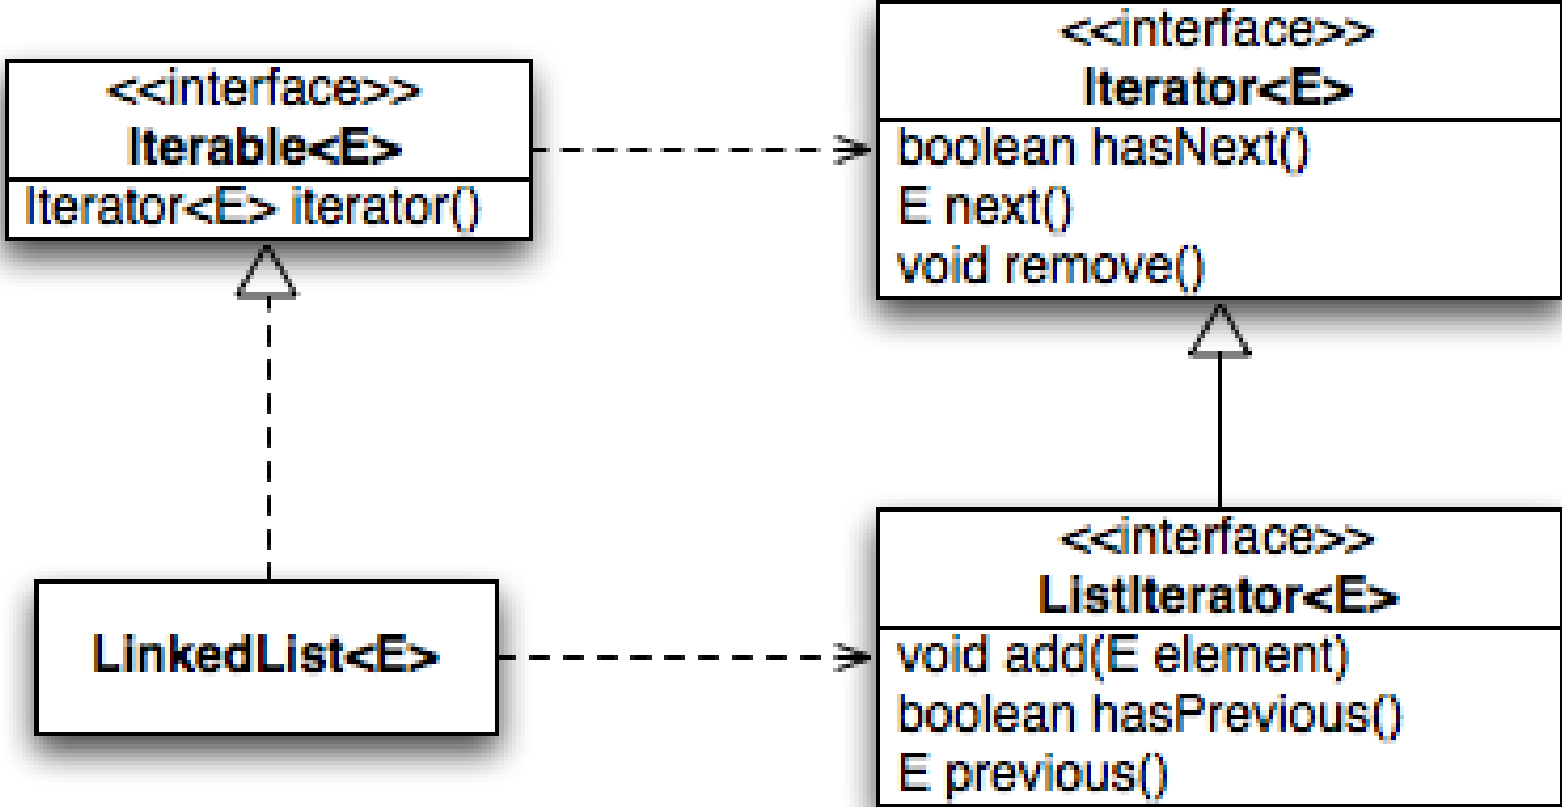 <<interface>>
Iterable<E>
Iterator<E> iterator()
<<interface>>
Iterator<E>
boolean hasNext()
E next()
void remove()
LinkedList<E>
<<interface>>
ListIterator<E>
void add(E element)
boolean hasPrevious()
E previous()